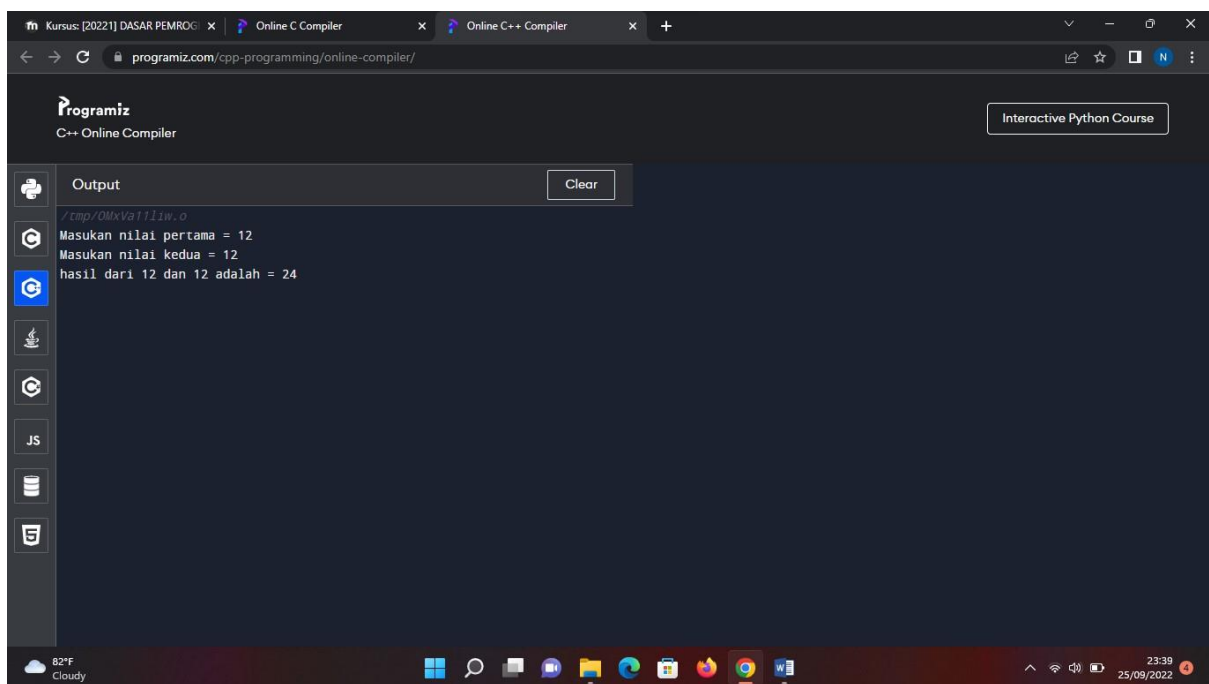 Kursus: [20221] DASAR PEMROG
Online C Compiler
Online C++ Compiler
programiz.com/cpp-programming/online-compiler/
N
Programiz
C++ Online Compiler
Interactive Python Course
Output
Clear
/tmp/OMxVa11liw.o
Masukan nilai pertama = 12
Masukan nilai kedua = 12
hasil dari 12 dan 12 adalah = 24
JS
82°F
Cloudy
23:39
25/09/2022
4